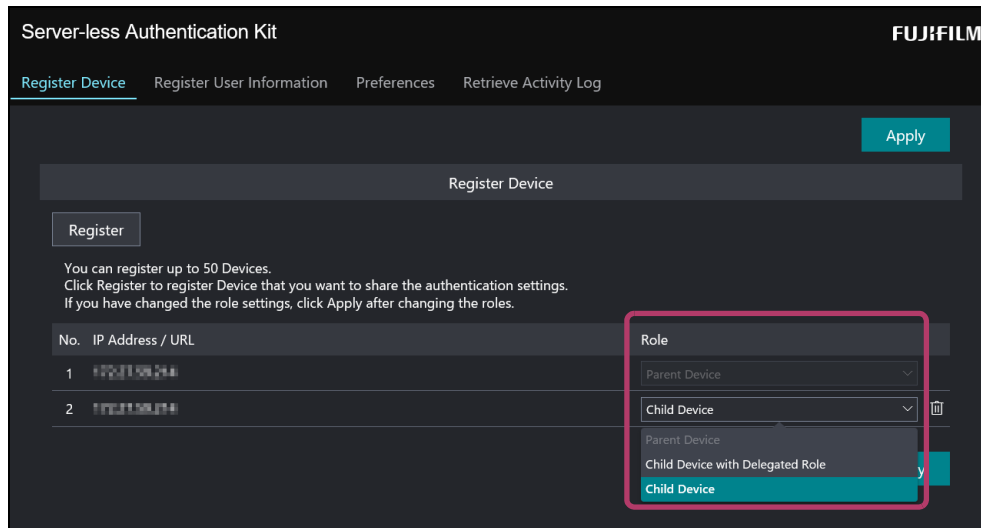 Server-less Authentication Kit
FUJIFILM
Register Device Register User Information Preferences Retrieve Activity Log
Apply
Register Device
Register
You can register up to 50 Devices.
Click Register to register Device that you want to share the authentication settings.
If you have changed the role settings, click Apply after changing the roles.
No. IP Address / URL Role
1 Parent Device
2 Child Device
Parent Device
Child Device with Delegated Role
Child Device